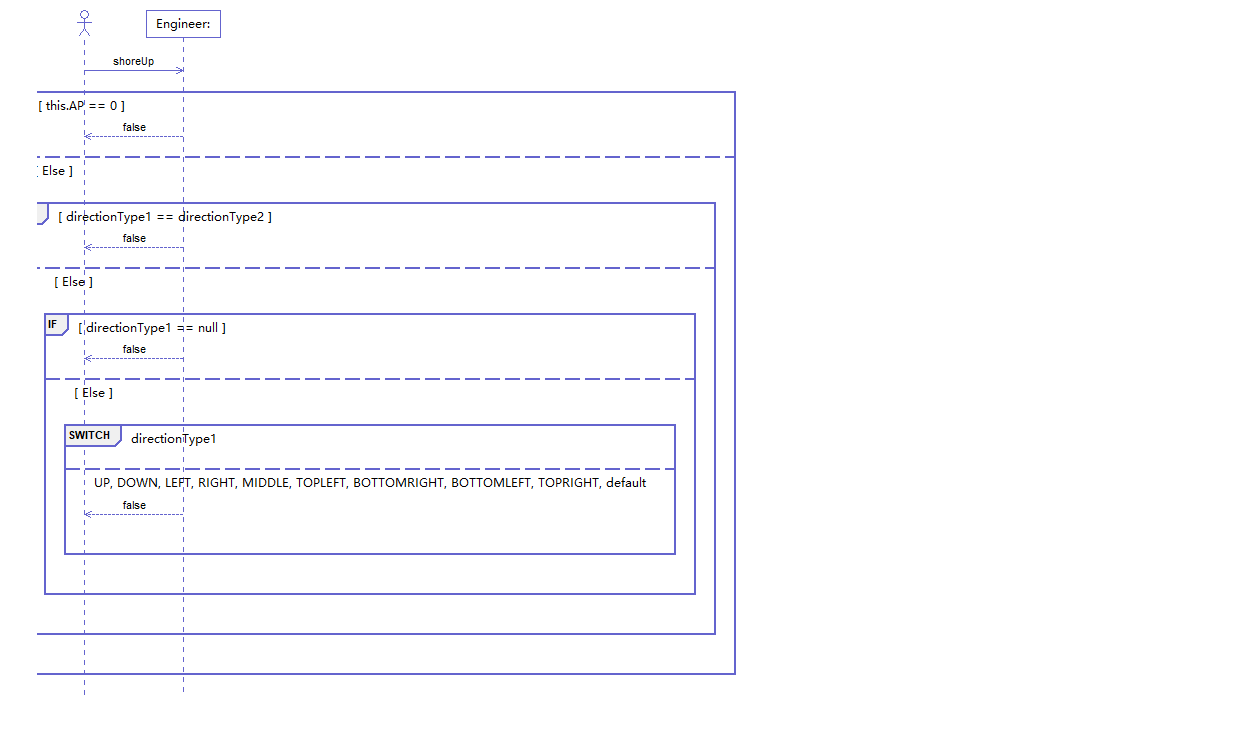 Engineer:
shoreUp
[ this.AP == 0 ]
false
[ Else ]
[ directionType1 == directionType2 ]
false
[ Else ]
IF
[ directionType1 == null ]
false
[ Else ]
SWITCH
directionType1
UP, DOWN, LEFT, RIGHT, MIDDLE, TOPLEFT, BOTTOMRIGHT, BOTTOMLEFT, TOPRIGHT, default
false